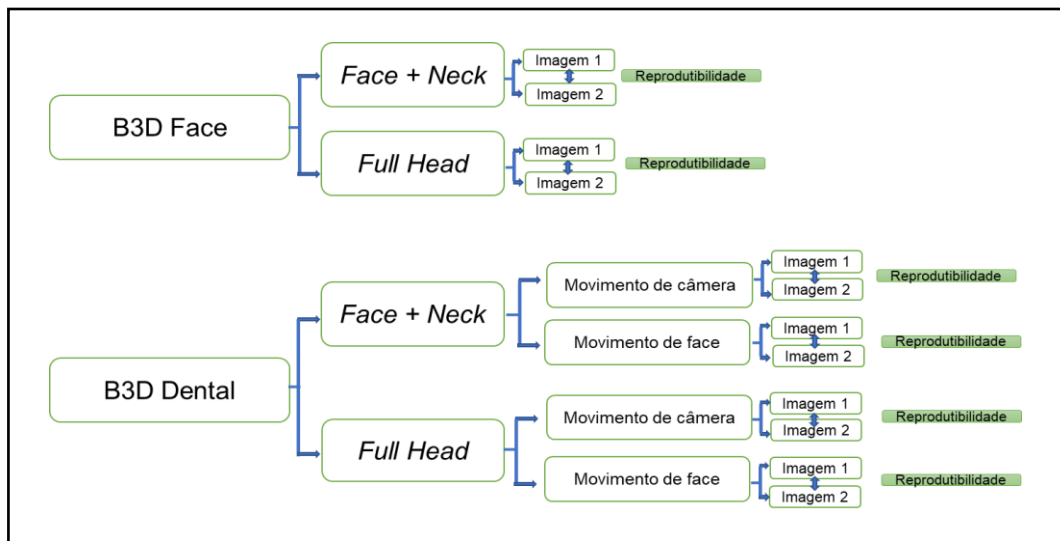 B3D Face
Face + Neck
Imagem 1
Imagem 2
Reprodutibilidade
Full Head
Imagem 1
Imagem 2
Reprodutibilidade
B3D Dental
Face + Neck
Movimento de câmera
Imagem 1
Imagem 2
Reprodutibilidade
Movimento de face
Imagem 1
Imagem 2
Reprodutibilidade
Full Head
Movimento de câmera
Imagem 1
Imagem 2
Reprodutibilidade
Movimento de face
Imagem 1
Imagem 2
Reprodutibilidade